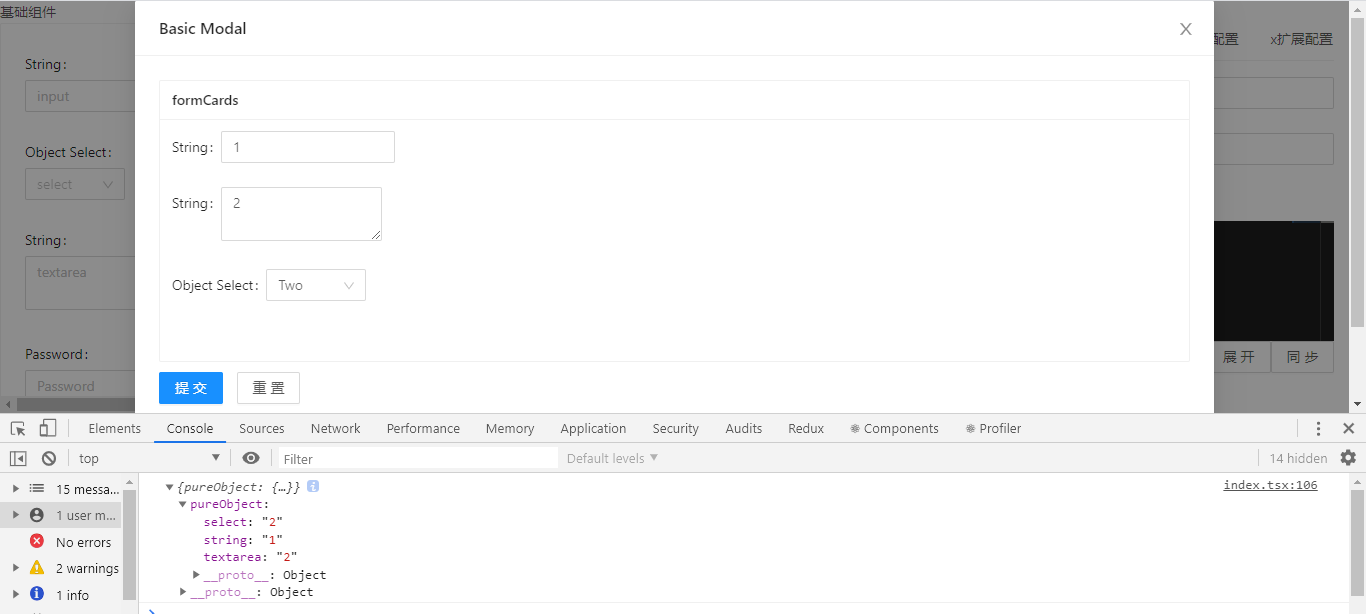 基础组件
Basic Modal
配置 x扩展配置
String:
input
Object Select:
select
String:
textarea
Password:
Password
formCards
String: 1
String: 2
Object Select: Two
提 交 重 置
展 开 同 步
Elements Console Sources Network Performance Memory Application Security Audits Redux Components Profiler
top Filter Default levels 14 hidden
15 messa...
1 user m...
No errors
2 warnings
1 info
{pureObject: {…}} index.tsx:106
pureObject:
select: "2"
string: "1"
textarea: "2"
__proto__: Object
__proto__: Object